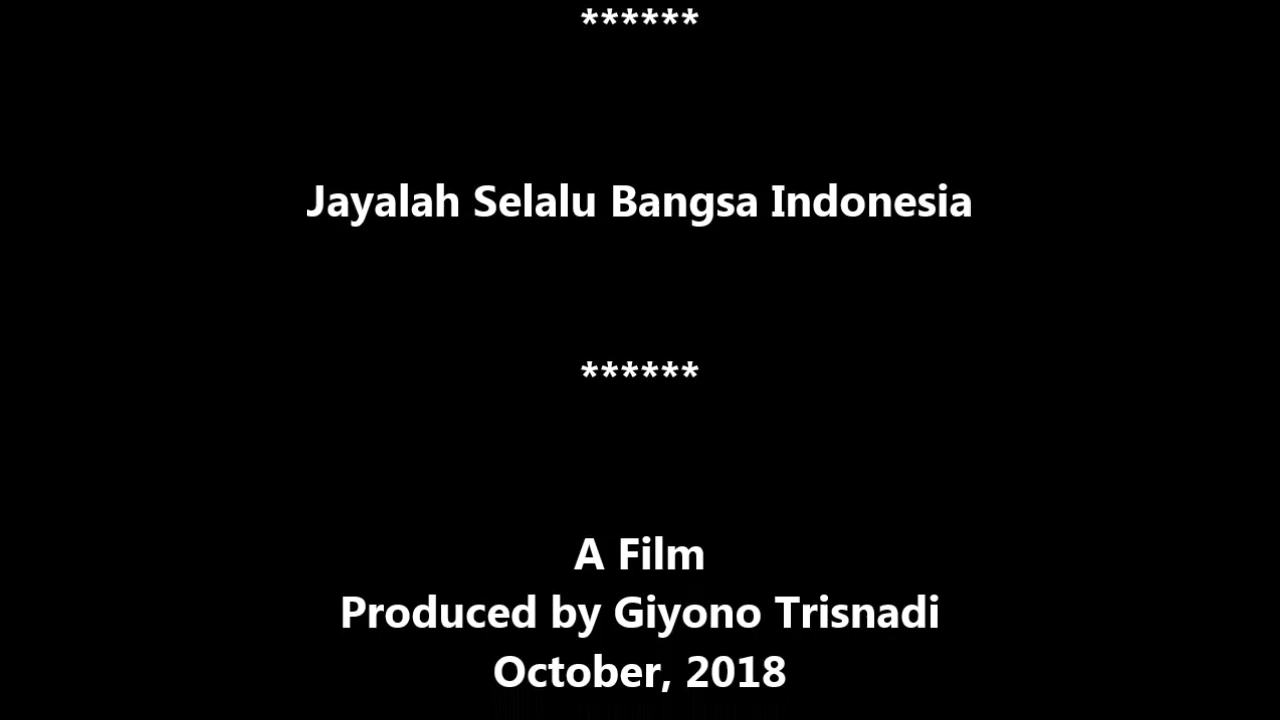 ******
Jayalah Selalu Bangsa Indonesia
******
A Film
Produced by Giyono Trisnadi
October, 2018